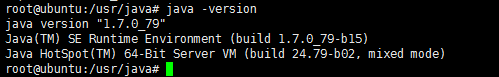 root@ubuntu:/usr/java# java -version
java version "1.7.0_79"
Java(TM) SE Runtime Environment (build 1.7.0_79-b15)
Java HotSpot(TM) 64-Bit Server VM (build 24.79-b02, mixed mode)
root@ubuntu:/usr/java#